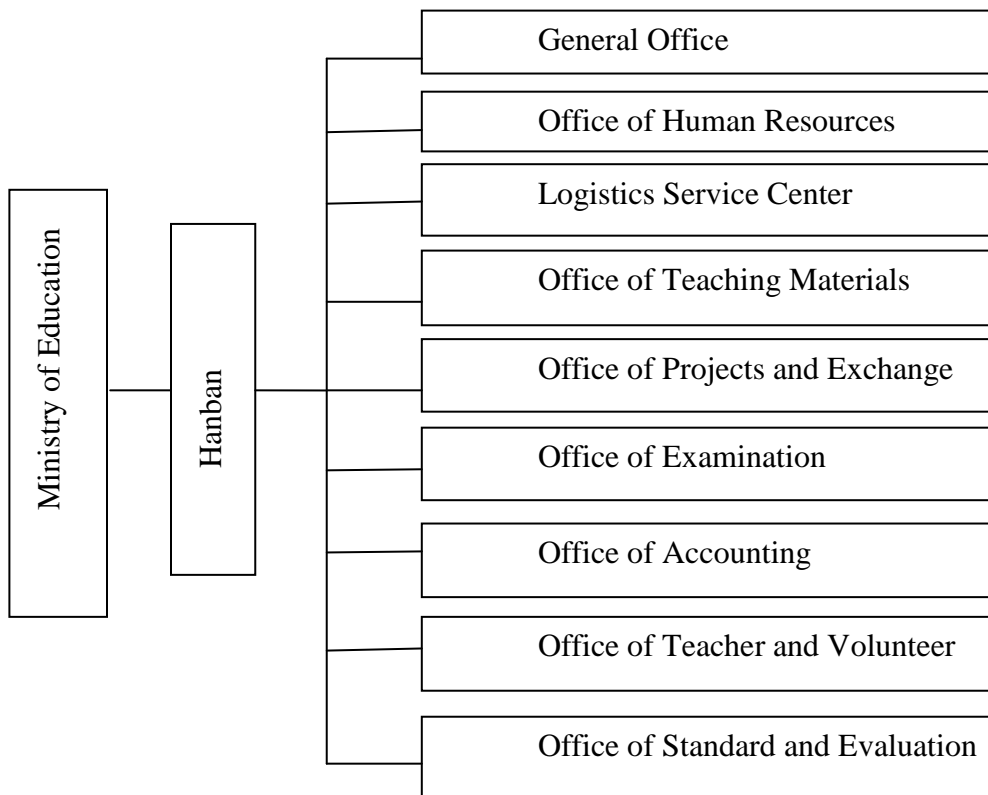 Ministry of Education
Hanban
General Office
Office of Human Resources
Logistics Service Center
Office of Teaching Materials
Office of Projects and Exchange
Office of Examination
Office of Accounting
Office of Teacher and Volunteer
Office of Standard and Evaluation